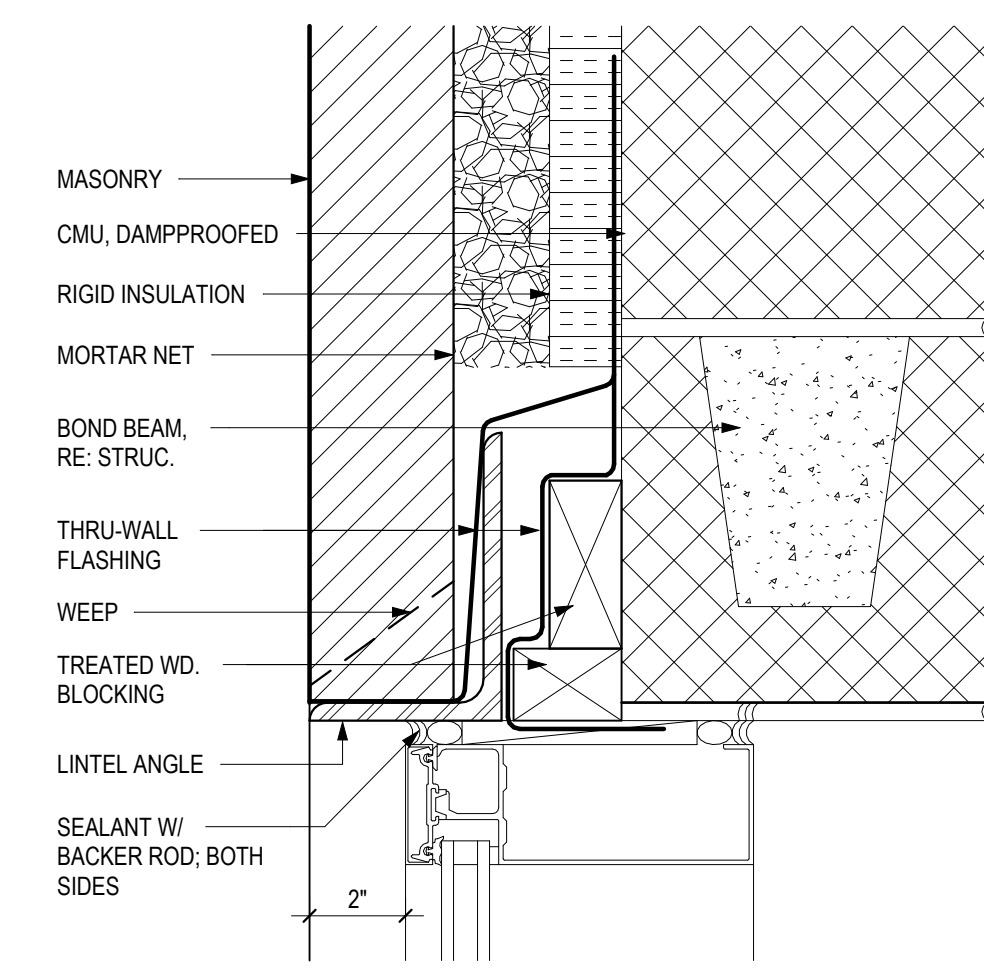 MASONRY
CMU, DAMPPROOFED
RIGID INSULATION
MORTAR NET
BOND BEAM,
RE: STRUC.
THRU-WALL
FLASHING
WEEP
TREATED WD.
BLOCKING
LINTEL ANGLE
SEALANT W/
BACKER ROD; BOTH
SIDES
2"